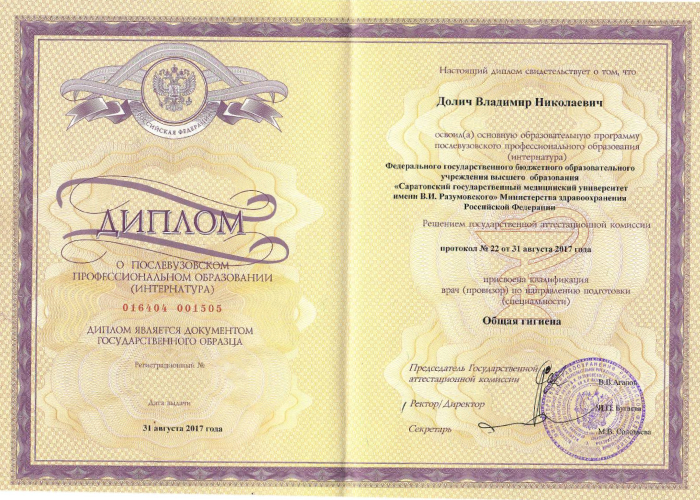 РОССИЙСКАЯ ФЕДЕРАЦИЯ
ДИПЛОМ
О ПОСЛЕВУЗОВСКОМ
ПРОФЕССИОНАЛЬНОМ ОБРАЗОВАНИИ
(ИНТЕРНАТУРА)
016404 001505
ДИПЛОМ ЯВЛЯЕТСЯ ДОКУМЕНТОМ
ГОСУДАРСТВЕННОГО ОБРАЗЦА
Регистрационный №
Дата выдачи
31 августа 2017 года
Настоящий диплом свидетельствует о том, что
Долич Владимир Николаевич
освоил(а) основную образовательную программу
послевузовского профессионального образования
(интернатура)
Федерального государственного бюджетного образовательного
учреждения высшего образования
«Саратовский государственный медицинский университет
имени В.И. Разумовского» Министерства здравоохранения
Российской Федерации
Решением государственной аттестационной комиссии
протокол № 22 от 31 августа 2017 года
присвоена квалификация
врач (провизор) по направлению подготовки
(специальности)
Общая гигиена
Председатель Государственной
аттестационной комиссии
В.В.Агапов
Ректор/Директор
Бугаева
Секретарь
М.В. Соловьева